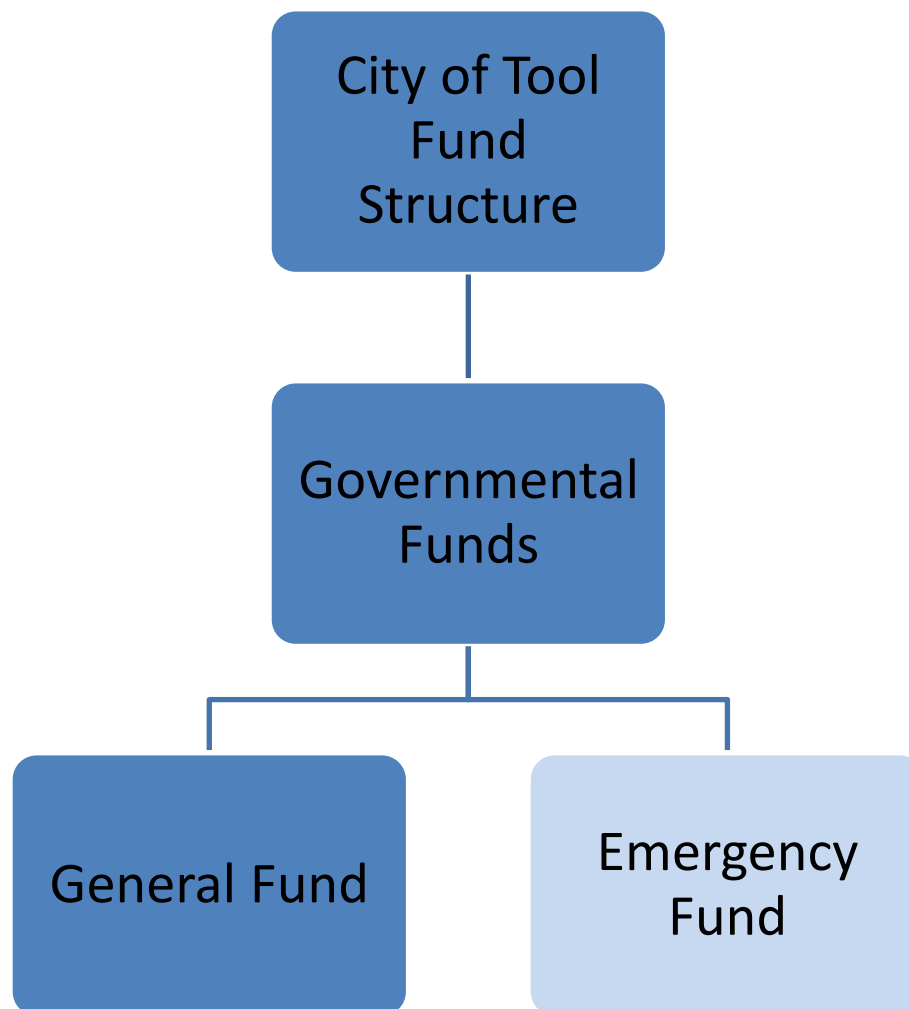 City of Tool
Fund
Structure
Governmental
Funds
General Fund
Emergency
Fund